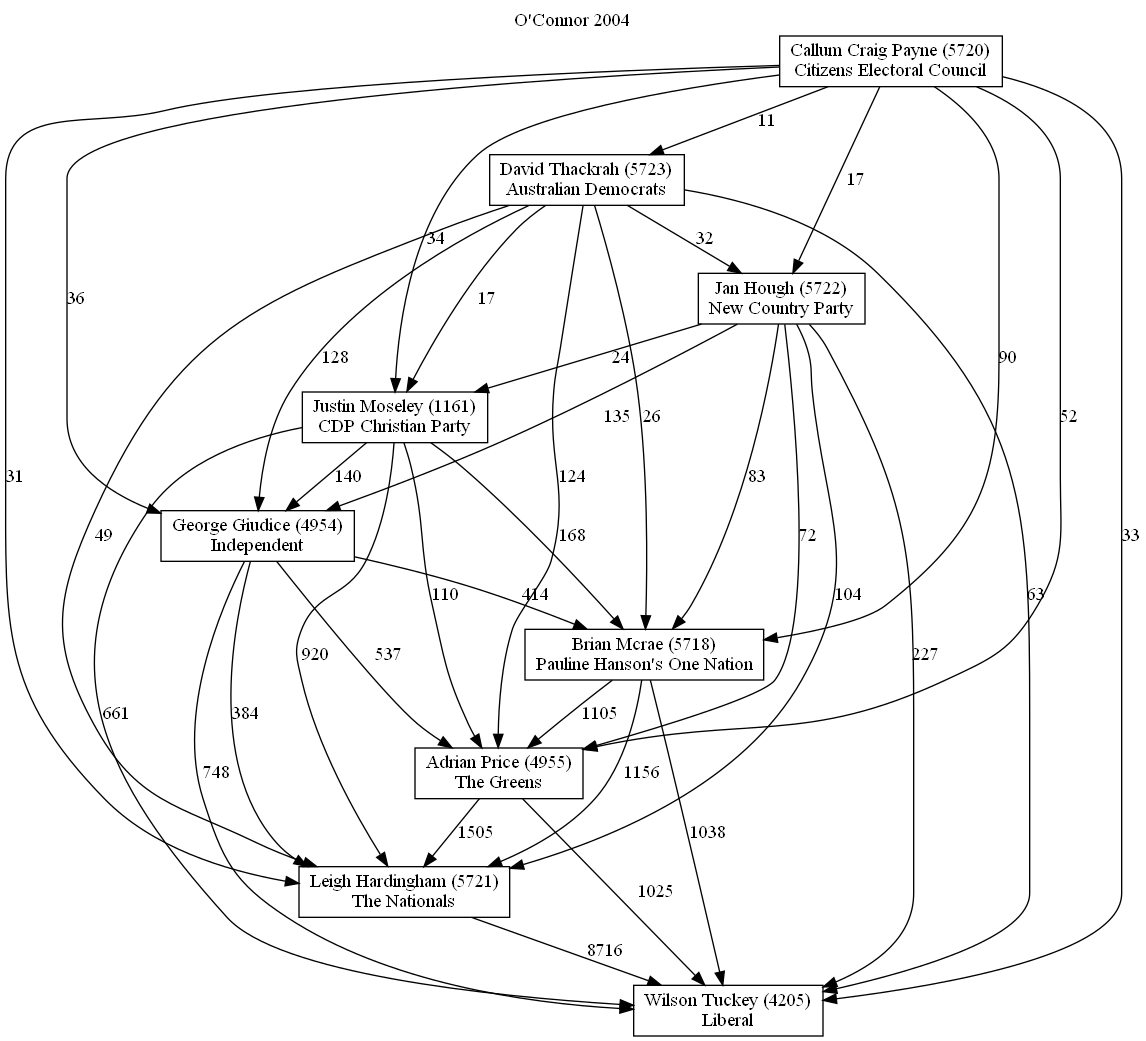 O'Connor 2004
Callum Craig Payne (5720)
Citizens Electoral Council
11
David Thackrah (5723)
Australian Democrats
17
34
32
Jan Hough (5722)
New Country Party
36
17
128
24
90
Justin Moseley (1161)
CDP Christian Party
135
26
52
31
140
124
83
George Giudice (4954)
Independent
49
168
72
33
110
414
104
63
Brian Mcrae (5718)
Pauline Hanson's One Nation
920
537
227
661
384
1105
Adrian Price (4955)
The Greens
748
1156
1505
1038
Leigh Hardingham (5721)
The Nationals
1025
8716
Wilson Tuckey (4205)
Liberal